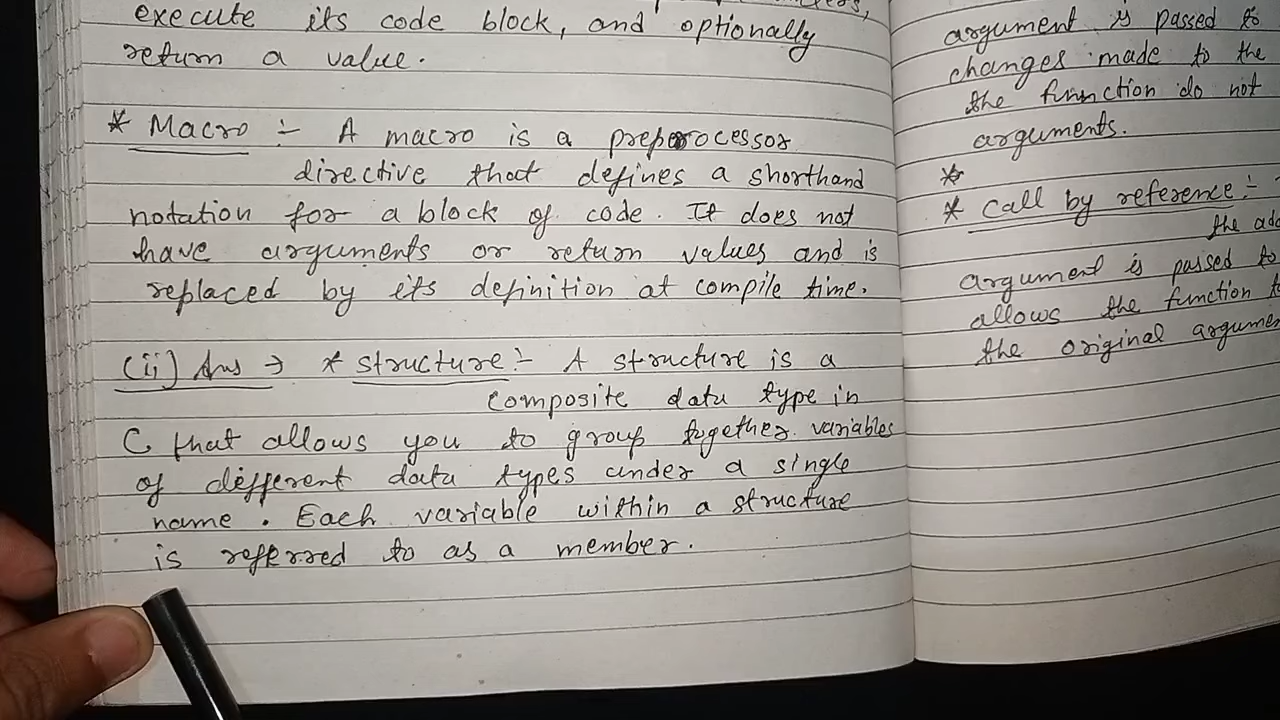 execute its code block, and optionally
return a value.
* Macro :- A macro is a preprocessor
directive that defines a shorthand
notation for a block of code. It does not
have arguments or return values and is
replaced by its definition at compile time.
(ii) Ans → * structure :- A structure is a
composite data type in
C that allows you to group together variables
of different data types under a single
name. Each variable within a structure
is referred to as a member.
argument is passed to
changes made to the
the function do not
arguments.
*
* Call by reference :-
the add
argument is passed to
allows the function to
the original argumen